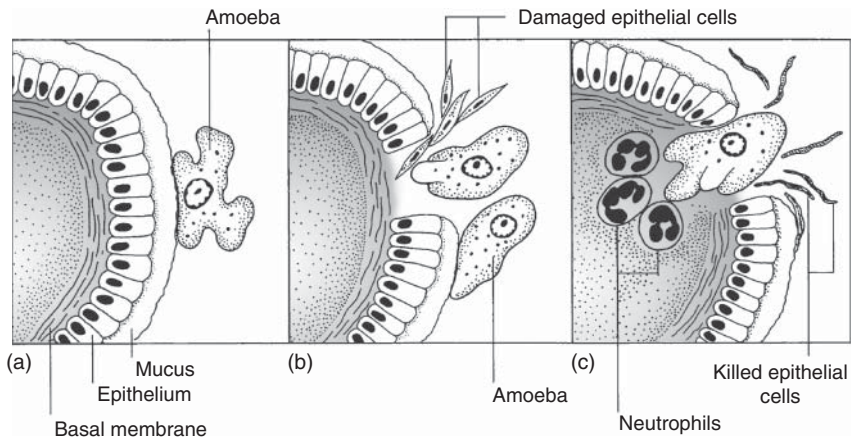 Amoeba
Damaged epithelial cells
(a)
Mucus
Epithelium
Basal membrane
(b)
Amoeba
(c)
Killed epithelial
cells
Neutrophils